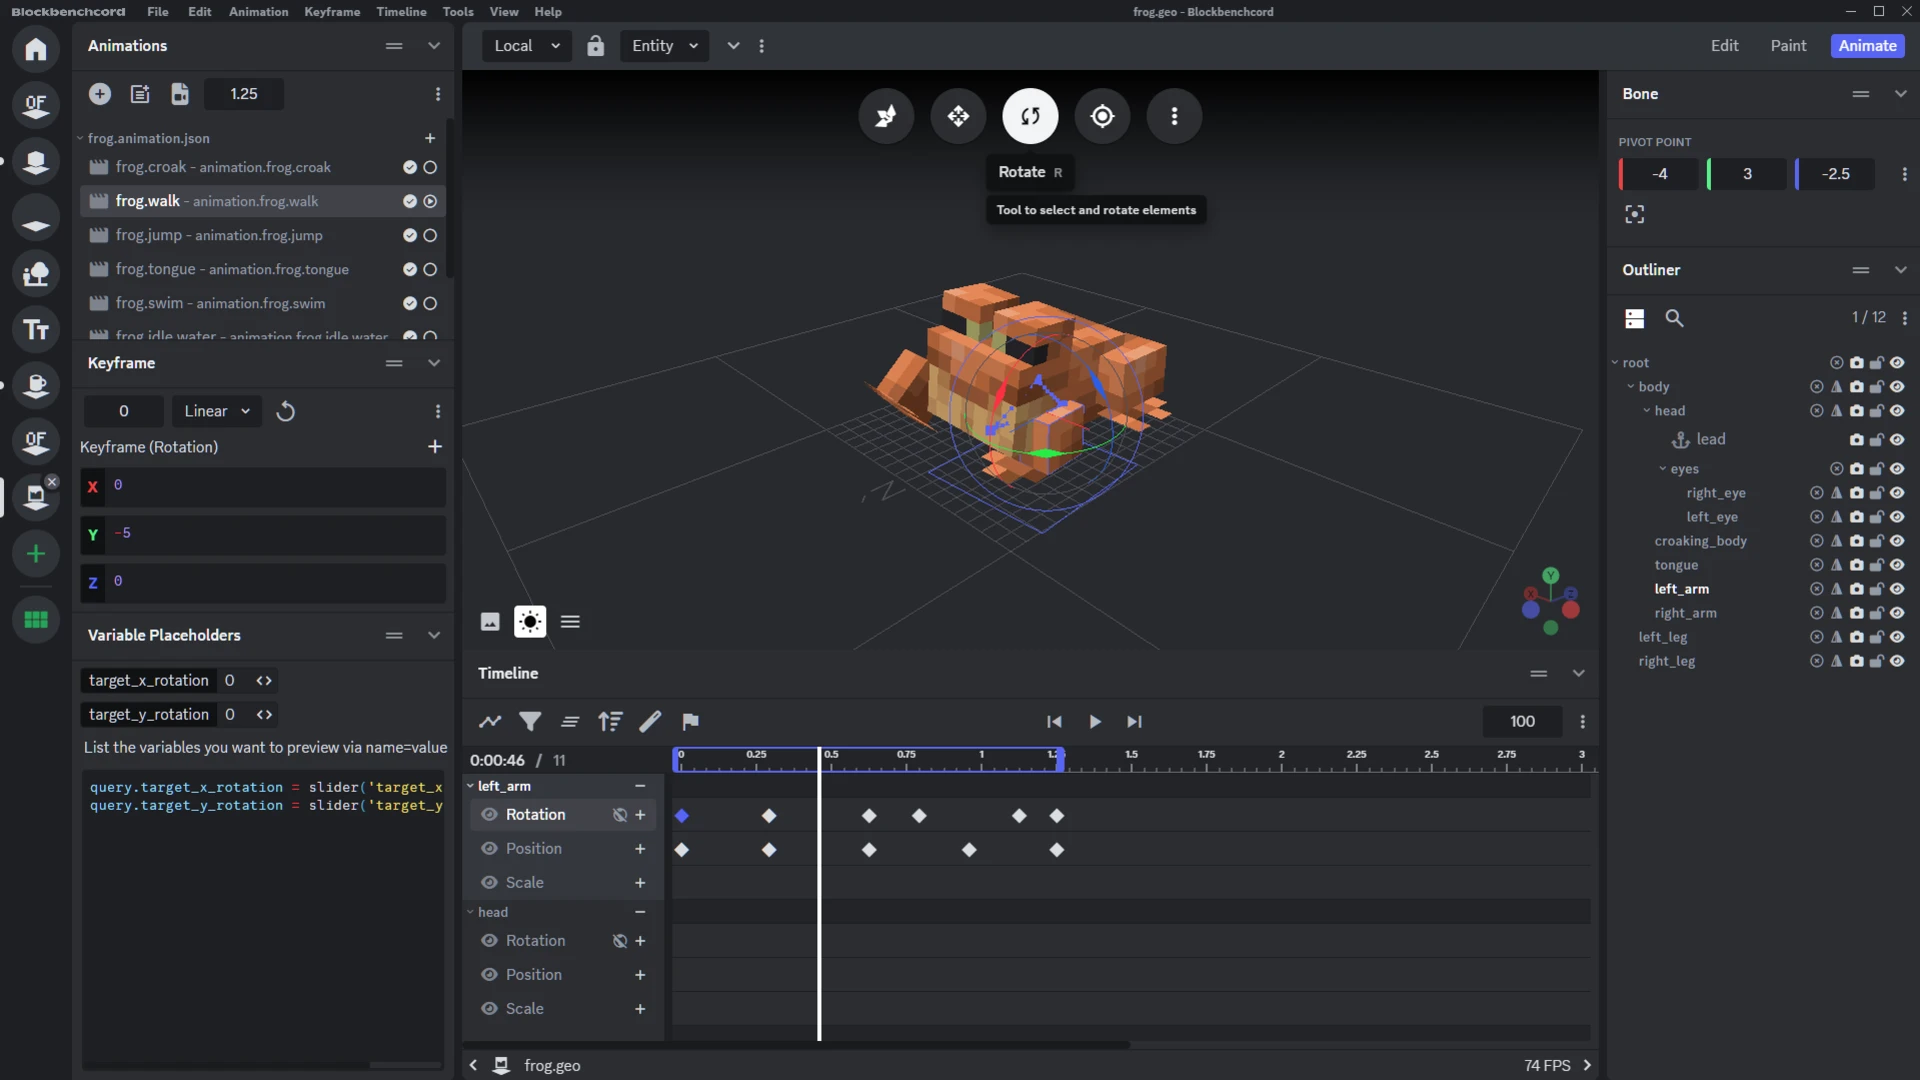 Blockbenchcord File Edit Animation Keyframe Timeline Tools View Help
frog.geo - Blockbenchcord
Animations
1.25
frog.animation.json
frog.croak - animation.frog.croak
frog.walk - animation.frog.walk
frog.jump - animation.frog.jump
frog.tongue - animation.frog.tongue
frog.swim - animation.frog.swim
frog.idle.water - animation.frog.idle.water
Keyframe
0 Linear
Keyframe (Rotation)
X 0
Y -5
Z 0
Variable Placeholders
target_x_rotation 0
target_y_rotation 0
List the variables you want to preview via name=value
query.target_x_rotation = slider('target_x
query.target_y_rotation = slider('target_y
Local Entity
Edit Paint Animate
Rotate R
Tool to select and rotate elements
Y
X
Z
Timeline
100
0:00:46 / 11
0 0.25 0.5 0.75 1 1.5 1.75 2 2.25 2.5 2.75 3
left_arm
Rotation
Position
Scale
head
Rotation
Position
Scale
frog.geo
74 FPS
Bone
PIVOT POINT
-4 3 -2.5
Outliner
1 / 12
root
body
head
lead
eyes
right_eye
left_eye
croaking_body
tongue
left_arm
right_arm
left_leg
right_leg